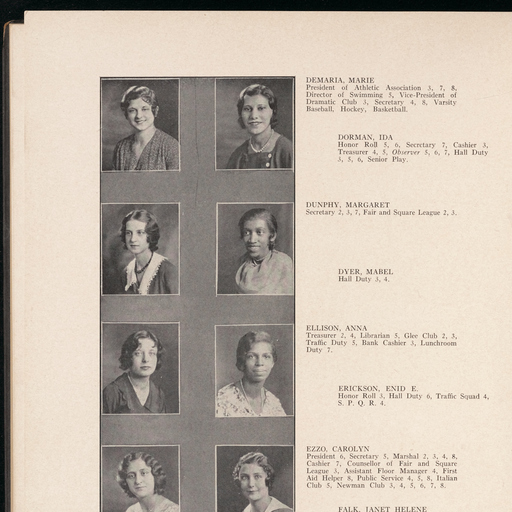 DEMARIA, MARIE
President of Athletic Association 3, 7, 8,
Director of Swimming 5, Vice-President of
Dramatic Club 3, Secretary 4, 8, Varsity
Baseball, Hockey, Basketball.
DORMAN, IDA
Honor Roll 5, 6, Secretary 7, Cashier 3,
Treasurer 4, 5, Observer 5, 6, 7, Hall Duty
3, 5, 6, Senior Play.
DUNPHY, MARGARET
Secretary 2, 3, 7, Fair and Square League 2, 3.
DYER, MABEL
Hall Duty 3, 4.
ELLISON, ANNA
Treasurer 2, 4, Librarian 5, Glee Club 2, 3,
Traffic Duty 5, Bank Cashier 3, Lunchroom
Duty 7.
ERICKSON, ENID E.
Honor Roll 3, Hall Duty 6, Traffic Squad 4,
S. P. Q. R. 4.
EZZO, CAROLYN
President 6, Secretary 5, Marshal 2, 3, 4, 8,
Cashier 7, Counsellor of Fair and Square
League 3, Assistant Floor Manager 4, First
Aid Helper 8, Public Service 4, 5, 8, Italian
Club 5, Newman Club 3, 4, 5, 6, 7, 8.
FALK, JANET HELENE